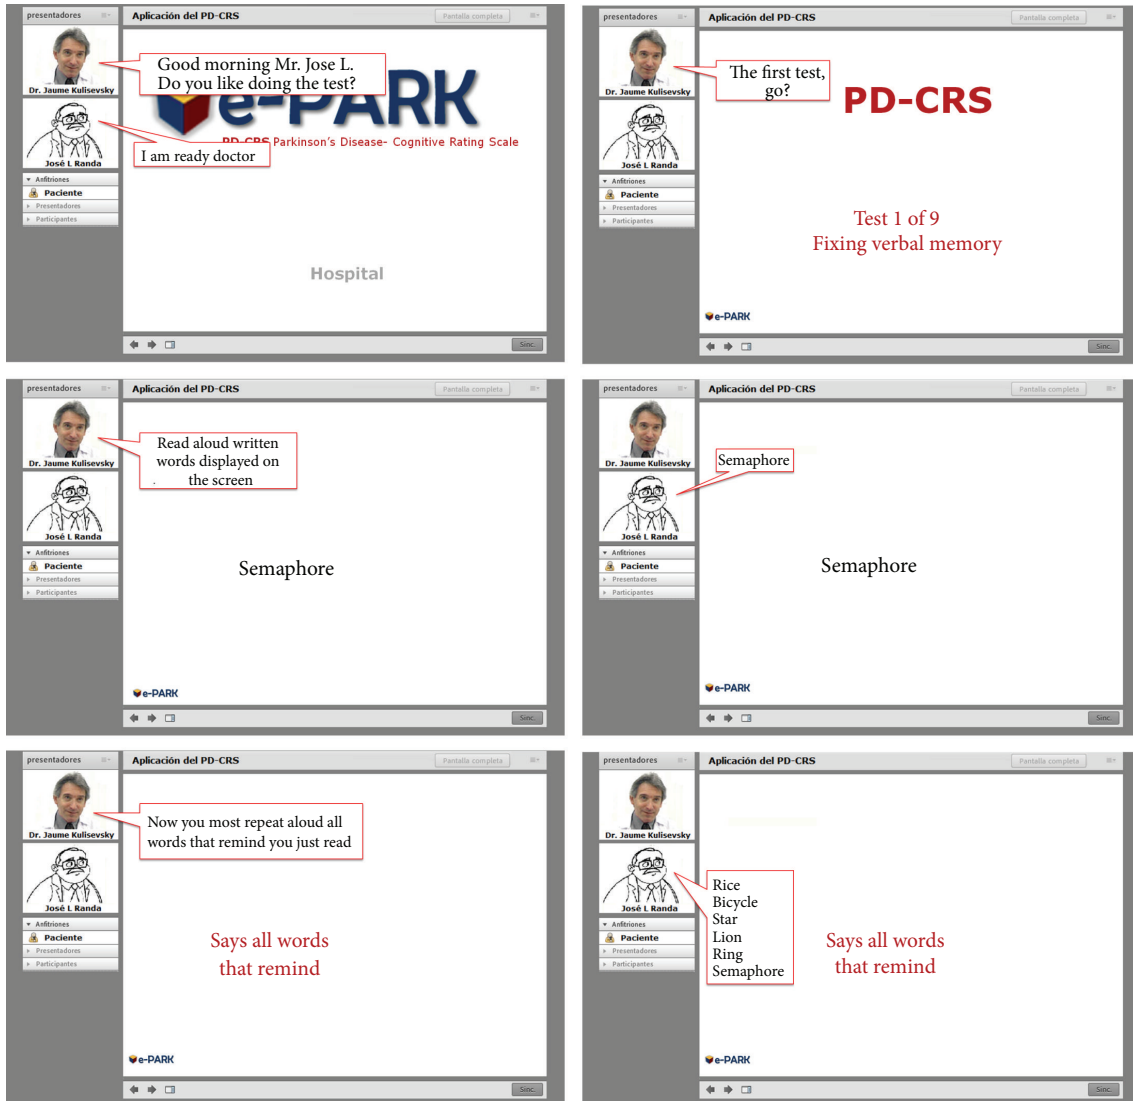 presentadores
Aplicación del PD-CRS
Pantalla completa
Good morning Mr. Jose L.
Do you like doing the test?
Dr. Jaume Kulisevsky
e-PARK
PD-CRS Parkinson's Disease- Cognitive Rating Scale
I am ready doctor
José L Randa
Anfitriones
Paciente
Presentadores
Participantes
Hospital
Sinc.
presentadores
Aplicación del PD-CRS
Pantalla completa
The first test,
go?
Dr. Jaume Kulisevsky
PD-CRS
José L Randa
Anfitriones
Paciente
Presentadores
Participantes
Test 1 of 9
Fixing verbal memory
e-PARK
Sinc.
presentadores
Aplicación del PD-CRS
Pantalla completa
Read aloud written
words displayed on
the screen
Dr. Jaume Kulisevsky
José L Randa
Anfitriones
Paciente
Presentadores
Participantes
Semaphore
e-PARK
Sinc.
presentadores
Aplicación del PD-CRS
Pantalla completa
Dr. Jaume Kulisevsky
Semaphore
José L Randa
Anfitriones
Paciente
Presentadores
Participantes
Semaphore
e-PARK
Sinc.
presentadores
Aplicación del PD-CRS
Pantalla completa
Now you most repeat aloud all
words that remind you just read
Dr. Jaume Kulisevsky
José L Randa
Anfitriones
Paciente
Presentadores
Participantes
Says all words
that remind
e-PARK
Sinc.
presentadores
Aplicación del PD-CRS
Pantalla completa
Dr. Jaume Kulisevsky
José L Randa
Rice
Bicycle
Star
Lion
Ring
Semaphore
Anfitriones
Paciente
Presentadores
Participantes
Says all words
that remind
e-PARK
Sinc.